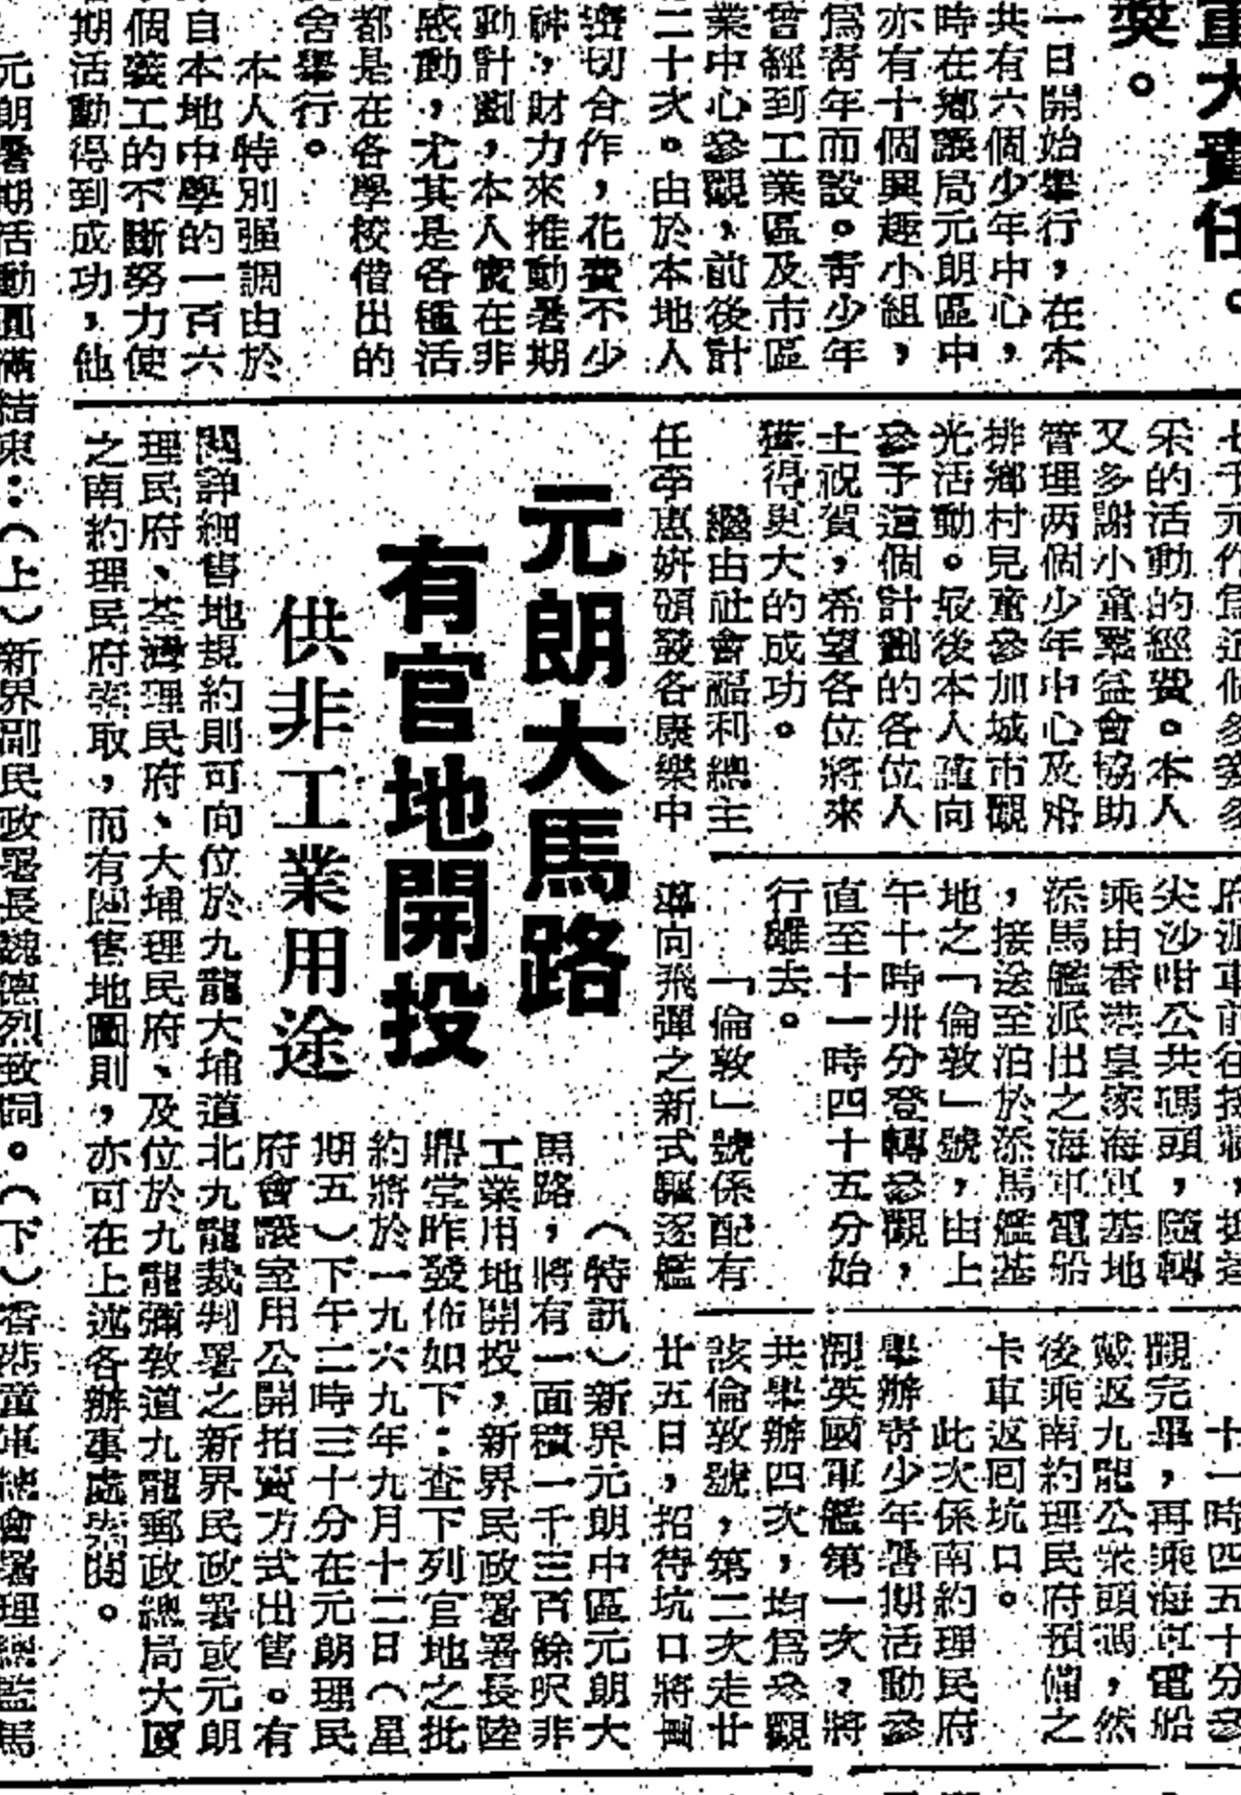 重大責任。
奬。
一日開始舉行，在本
共有六個少年中心，
時在鄉議局元朗區中
亦有十個興趣小組，
爲靑年而設。靑少年
曾經到工業區及市區
業中心參觀，前後計
二十次。由於本地人
密切合作，花費不少
神，財力來推動暑期
動計劃，本人實在非
感動，尤其是各種活
都是在各學校借出的
舍舉行。
本人特別强調由於
自本地中學的一百六
個義工的不斷努力使
期活動得到成功，他
采的活動的經費。本人
又多謝小童羣益會協助
管理两個少年中心及
排鄉村兒童參加城市觀
光活動。最後本人謹向
參予這個計劃的各位人
士祝賀，希望各位將來
獲得更大的成功。
繼由社會福利總主
任李惠姸頒發各康樂中
尖沙咀公共碼頭，隨轉
乘由香港皇家海軍基地
添馬艦派出之海軍電船
，接送至泊於添馬艦基
地之「倫敦」號，由上
午十時卅分登轉參觀，
直至十一時四十五分始
行離去。
「倫敦」號係配有
導向飛彈之新式驅逐艦
十一時四五十分參
觀完畢，再乘海軍電船
戴返九龍公衆碼頭，然
後乘南約理民府預備之
卡車返囘坑口。
此次係南約理民府
舉辦靑少年暑期活動參
觀英國軍艦第一次，將
共舉辦四次，均爲參觀
該倫敦號，第二次走廿
廿五日，招待坑口將
元朗大馬路
有官地開投
供非工業用途
（特訊）新界元朗中區元朗大
馬路，將有一面積一千三百餘呎非
工業用地開投，新界民政署署長陸
鼎堂昨發佈如下：查下列官地之批
約將於一九六九年九月十二日（星
期五）下午二時三十分在元朗理民
府會議室用公開拍賣方式出售。有
關詳細售地規約則可向位於九龍大埔道北九龍裁判署之新界民政署或元朗
理民府、荃灣理民府、大埔理民府、及位於九龍彌敦道九龍郵政總局大厦
之南約理民府索取，而有關售地圖則，亦可在上述各辦事處索閱。
元朗暑期活動圓滿結束：（上）新界副民政署長魏德烈致詞。（下）香港童軍總會署理總監馬